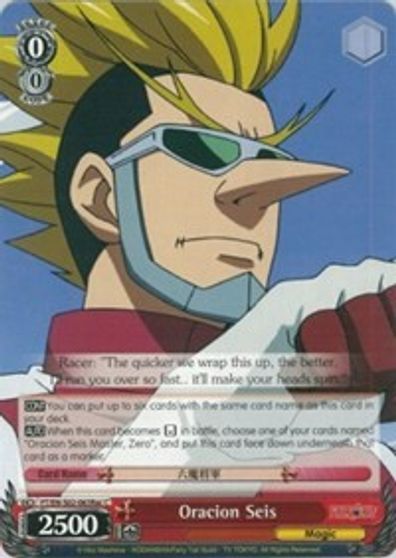 LEVEL
0
0
COST
Racer: "The quicker we wrap this up, the better.
I'll run you over so fast... it'll make your heads spin."
CONT You can put up to six cards with the same card name as this card in
your deck.
AUTO When this card becomes in battle, choose one of your cards named
"Oracion Seis Master, Zero", and put this card face down underneath
that card as a marker.
Card Name 六魔将軍
2500
Oracion Seis
Magic